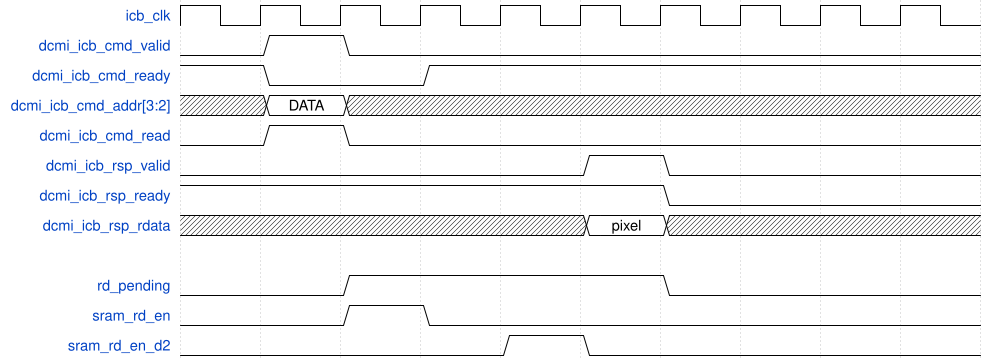 icb_clk
dcmi_icb_cmd_valid
dcmi_icb_cmd_ready
dcmi_icb_cmd_addr[3:2] DATA
dcmi_icb_cmd_read
dcmi_icb_rsp_valid
dcmi_icb_rsp_ready
dcmi_icb_rsp_rdata pixel
rd_pending
sram_rd_en
sram_rd_en_d2